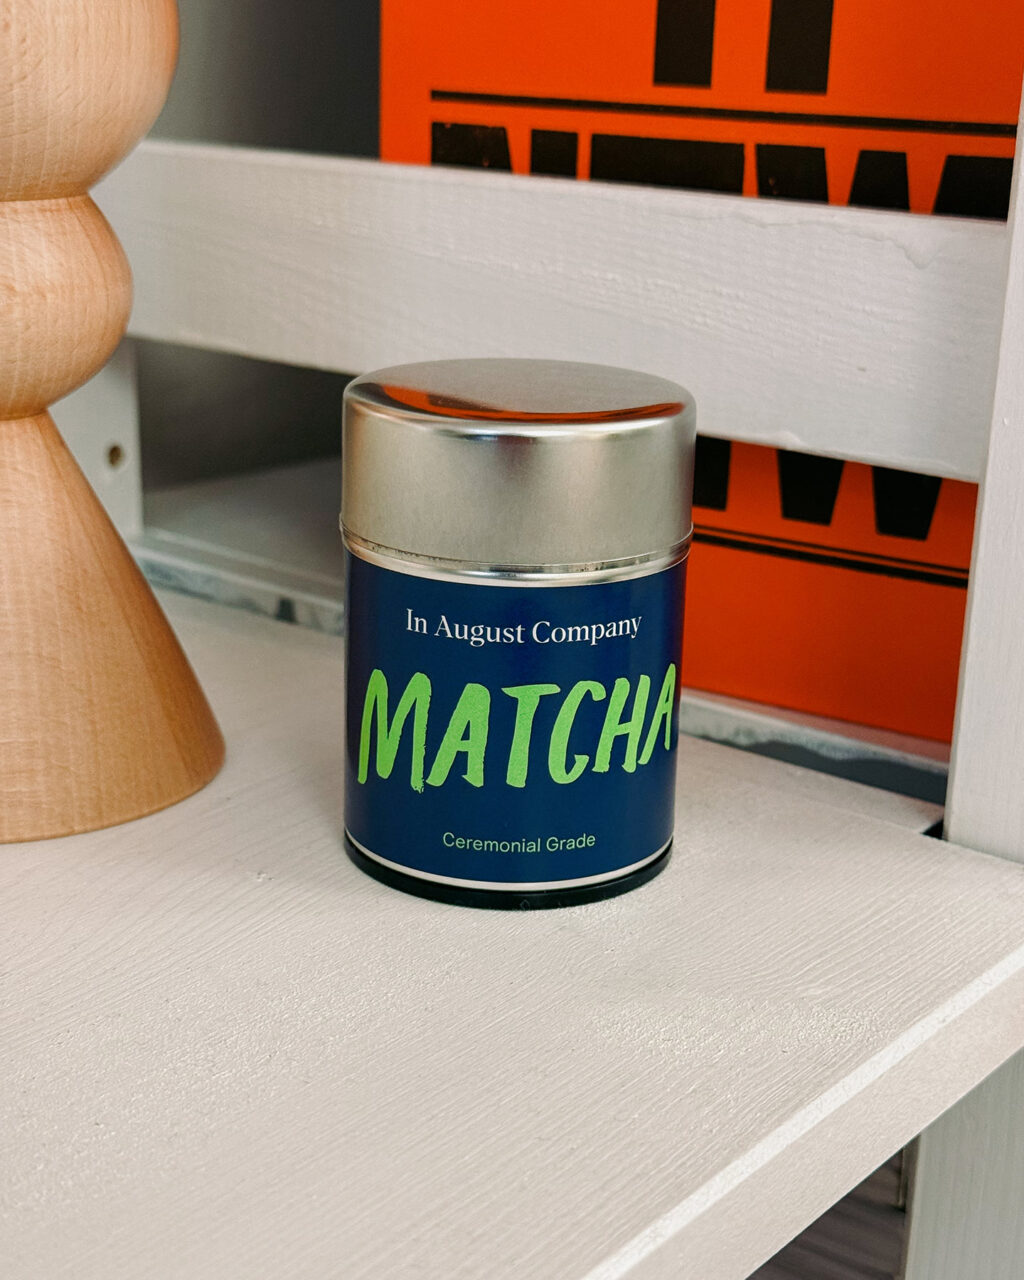 In August Company
MATCHA
Ceremonial Grade